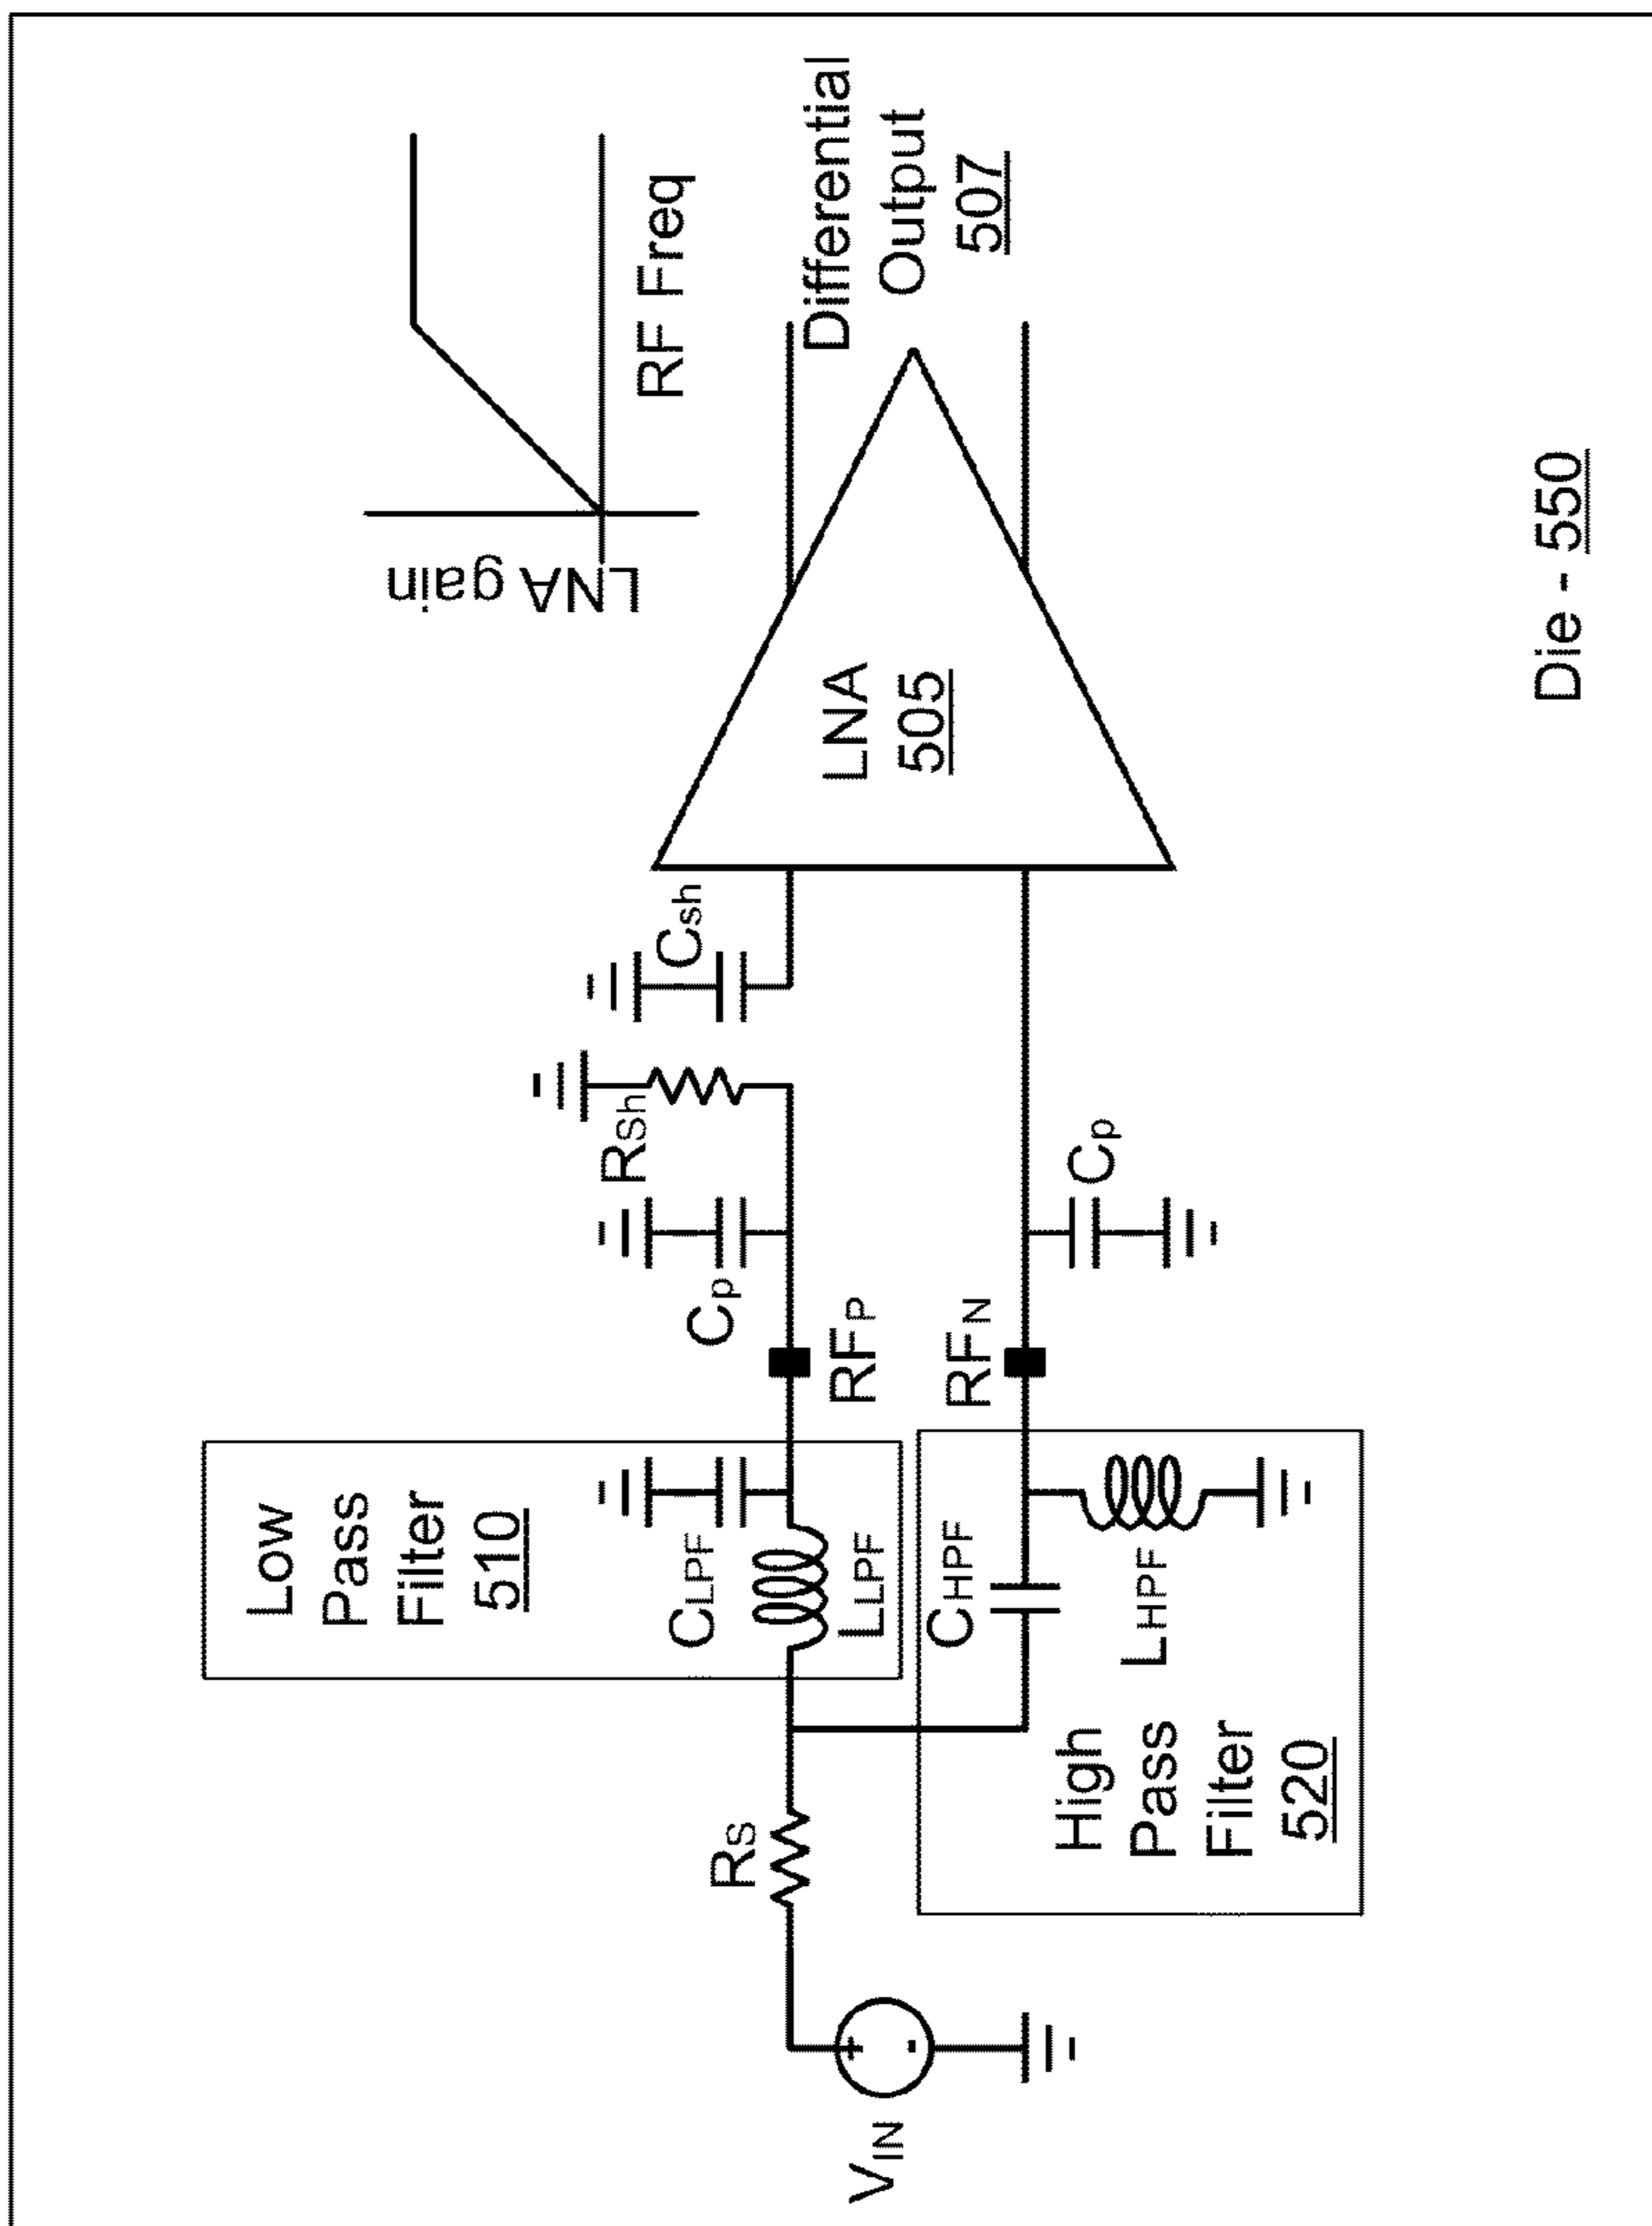 Low
Pass
Filter
510
CLPF
LLPF
RS
VIN
High
Pass
Filter
520
CHPF
LHPF
RFP
RFN
Cp
Cp
RSh
Csh
LNA
505
LNA gain
RF Freq
Differential
Output
507
Die - 550